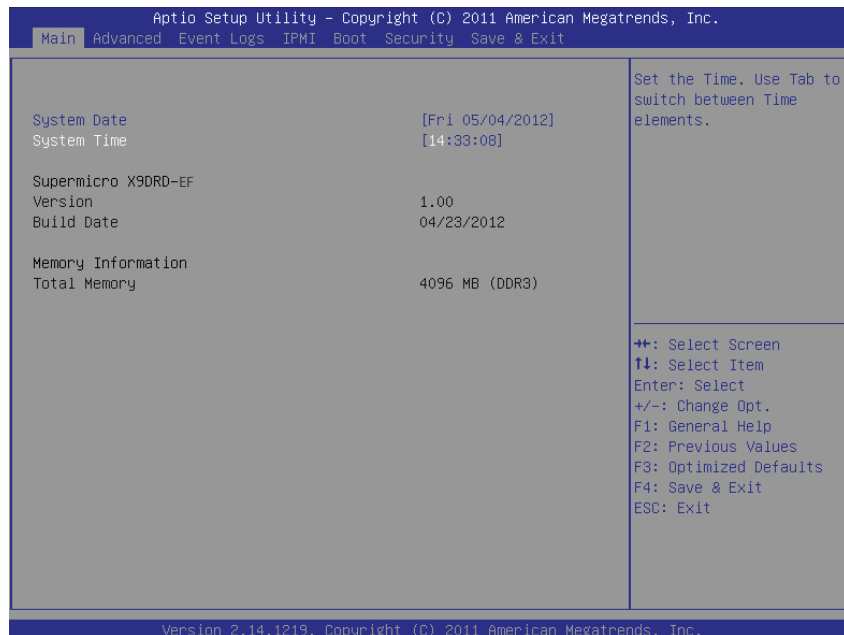 Aptio Setup Utility – Copyright (C) 2011 American Megatrends, Inc.
Main Advanced Event Logs IPMI Boot Security Save & Exit
System Date [Fri 05/04/2012]
System Time [14:33:08]
Supermicro X9DRD-EF
Version 1.00
Build Date 04/23/2012
Memory Information
Total Memory 4096 MB (DDR3)
Set the Time. Use Tab to
switch between Time
elements.
→←: Select Screen
↑↓: Select Item
Enter: Select
+/-: Change Opt.
F1: General Help
F2: Previous Values
F3: Optimized Defaults
F4: Save & Exit
ESC: Exit
Version 2.14.1219. Copyright (C) 2011 American Megatrends, Inc.